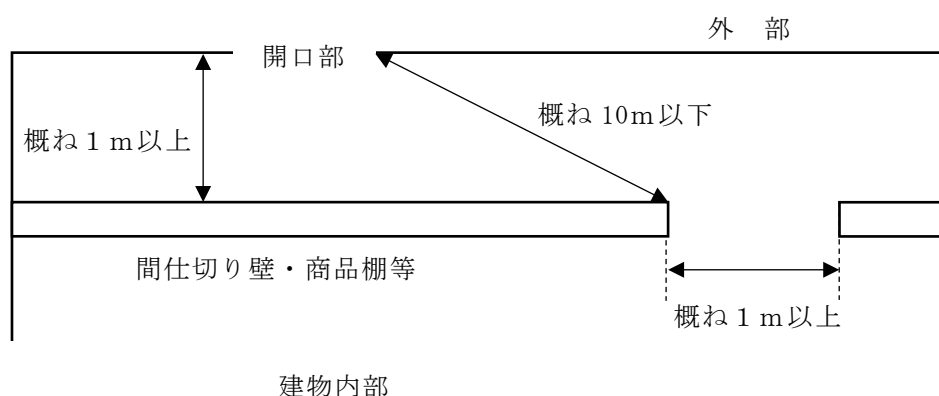 外 部
開口部
概ね 10m以下
概ね１m以上
間仕切り壁・商品棚等
概ね１m以上
建物内部